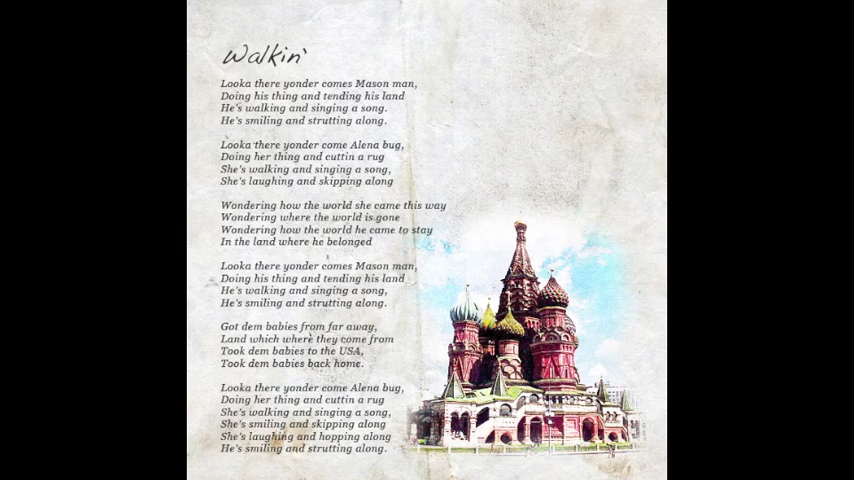 Walkin'
Looka there yonder comes Mason man,
Doing his thing and tending his land
He's walking and singing a song.
He's smiling and strutting along.
Looka there yonder come Alena bug,
Doing her thing and cuttin a rug
She's walking and singing a song,
She's laughing and skipping along
Wondering how the world she came this way
Wondering where the world is gone
Wondering how the world he came to stay
In the land where he belonged
Looka there yonder comes Mason man,
Doing his thing and tending his land
He's walking and singing a song,
He's smiling and strutting along.
Got dem babies from far away,
Land which where they come from
Took dem babies to the USA,
Took dem babies back home.
Looka there yonder come Alena bug,
Doing her thing and cutting a rug
She's walking and singing a song,
She's smiling and skipping along
She's laughing and hopping along
He's smiling and strutting along.